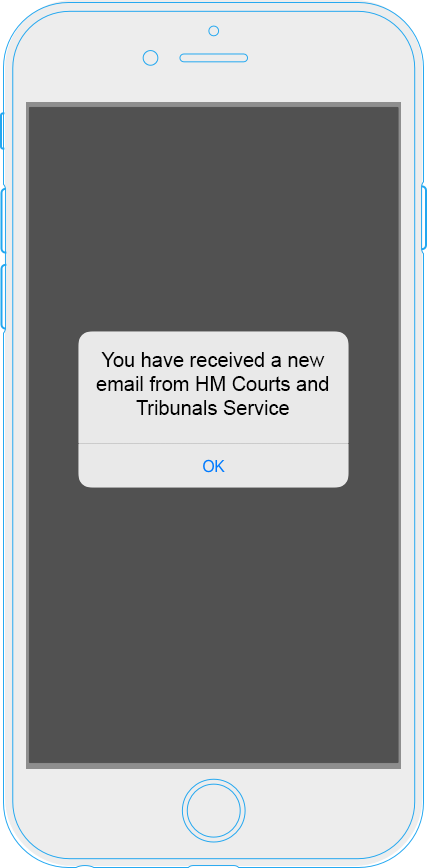 You have received a new
email from HM Courts and
Tribunals Service
OK